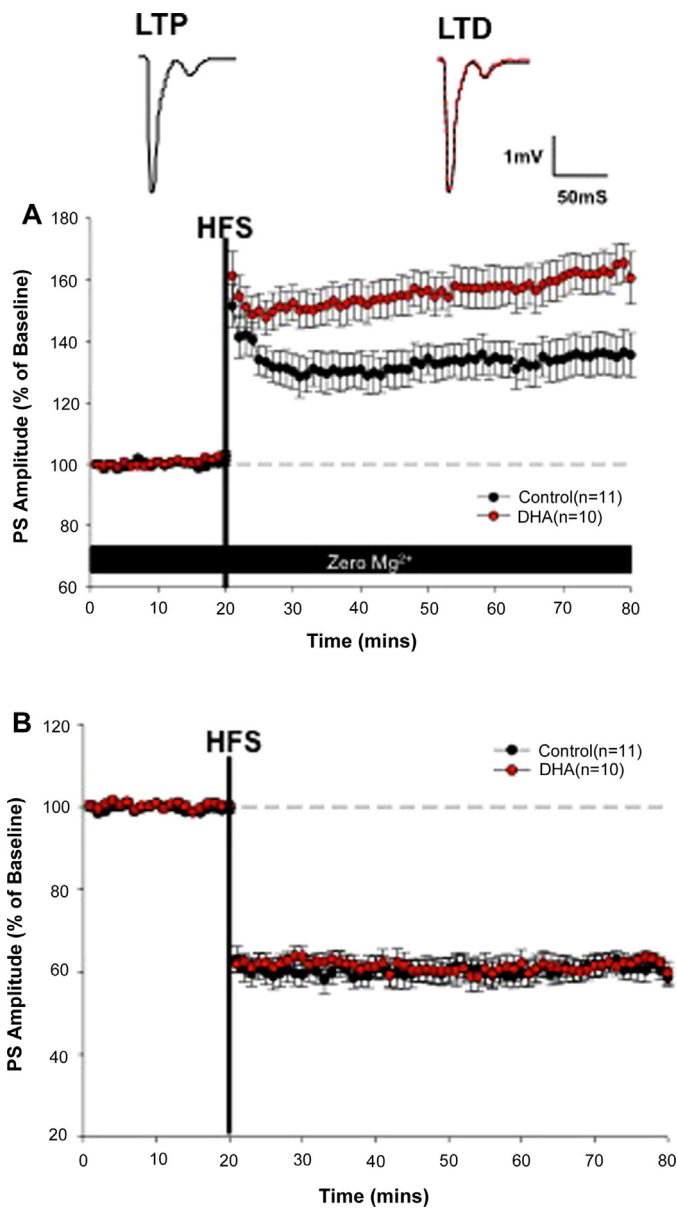 LTP
LTD
1mV
50mS
A
HFS
180
160
140
120
100
80
60
PS Amplitude (% of Baseline)
Control(n=11)
DHA(n=10)
Zero Mg²⁺
0 10 20 30 40 50 60 70 80
Time (mins)
B
HFS
120
100
80
60
40
20
PS Amplitude (% of Baseline)
Control(n=11)
DHA(n=10)
0 10 20 30 40 50 60 70 80
Time (mins)